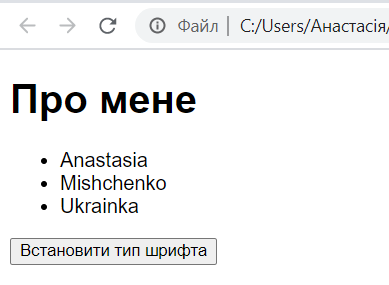 Файл C:/Users/Анастасія/
Про мене
Anastasia
Mishchenko
Ukrainka
Встановити тип шрифта